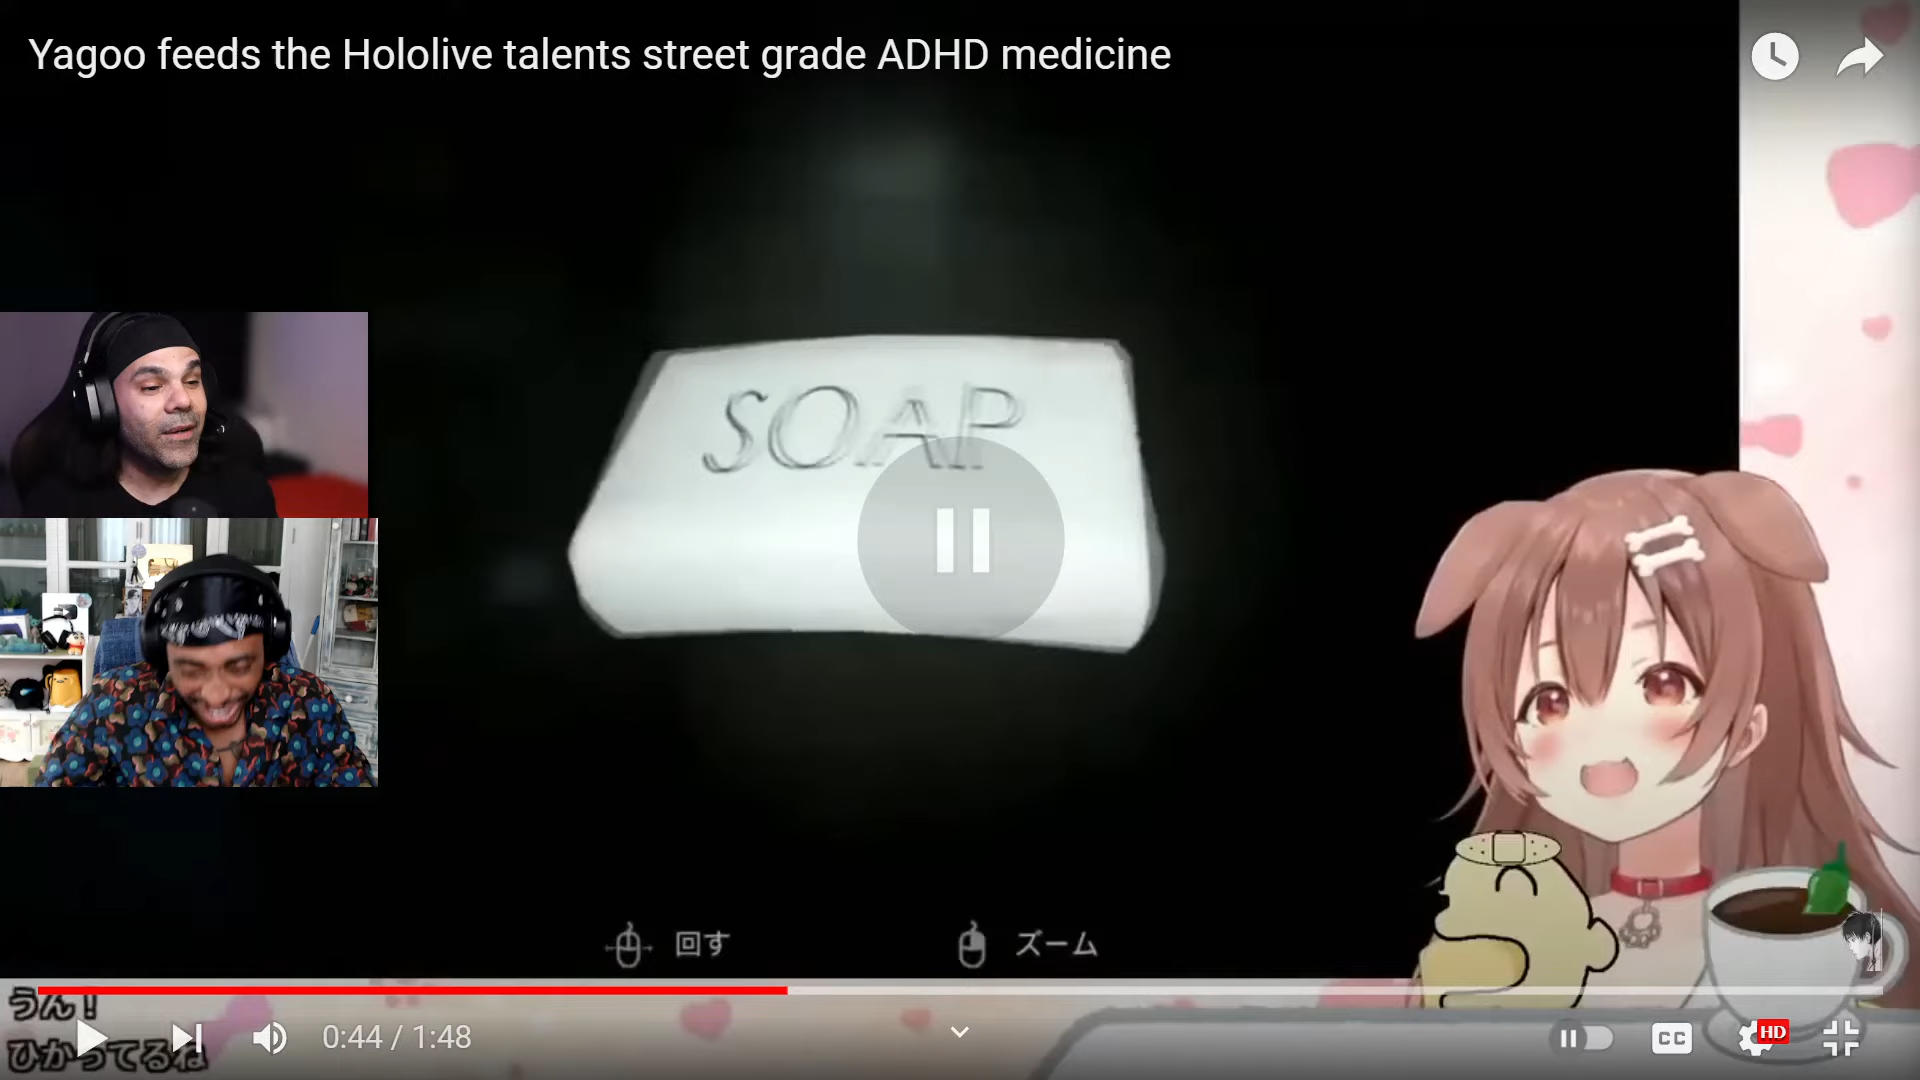 Yagoo feeds the Hololive talents street grade ADHD medicine
SOAP
回す
ズーム
うん！
ひかってるね
0:44 / 1:48
CC
HD